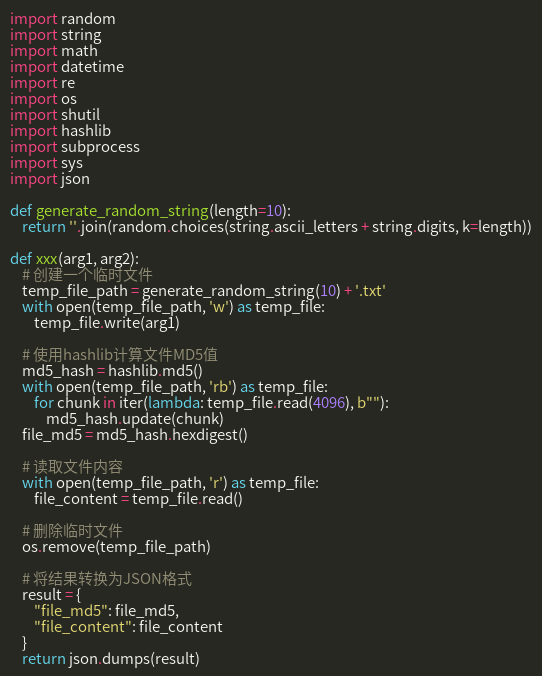 import random
import string
import math
import datetime
import re
import os
import shutil
import hashlib
import subprocess
import sys
import json

def generate_random_string(length=10):
    return ''.join(random.choices(string.ascii_letters + string.digits, k=length))

def xxx(arg1, arg2):
    # 创建一个临时文件
    temp_file_path = generate_random_string(10) + '.txt'
    with open(temp_file_path, 'w') as temp_file:
        temp_file.write(arg1)

    # 使用hashlib计算文件MD5值
    md5_hash = hashlib.md5()
    with open(temp_file_path, 'rb') as temp_file:
        for chunk in iter(lambda: temp_file.read(4096), b""):
            md5_hash.update(chunk)
    file_md5 = md5_hash.hexdigest()

    # 读取文件内容
    with open(temp_file_path, 'r') as temp_file:
        file_content = temp_file.read()

    # 删除临时文件
    os.remove(temp_file_path)

    # 将结果转换为JSON格式
    result = {
        "file_md5": file_md5,
        "file_content": file_content
    }
    return json.dumps(result)